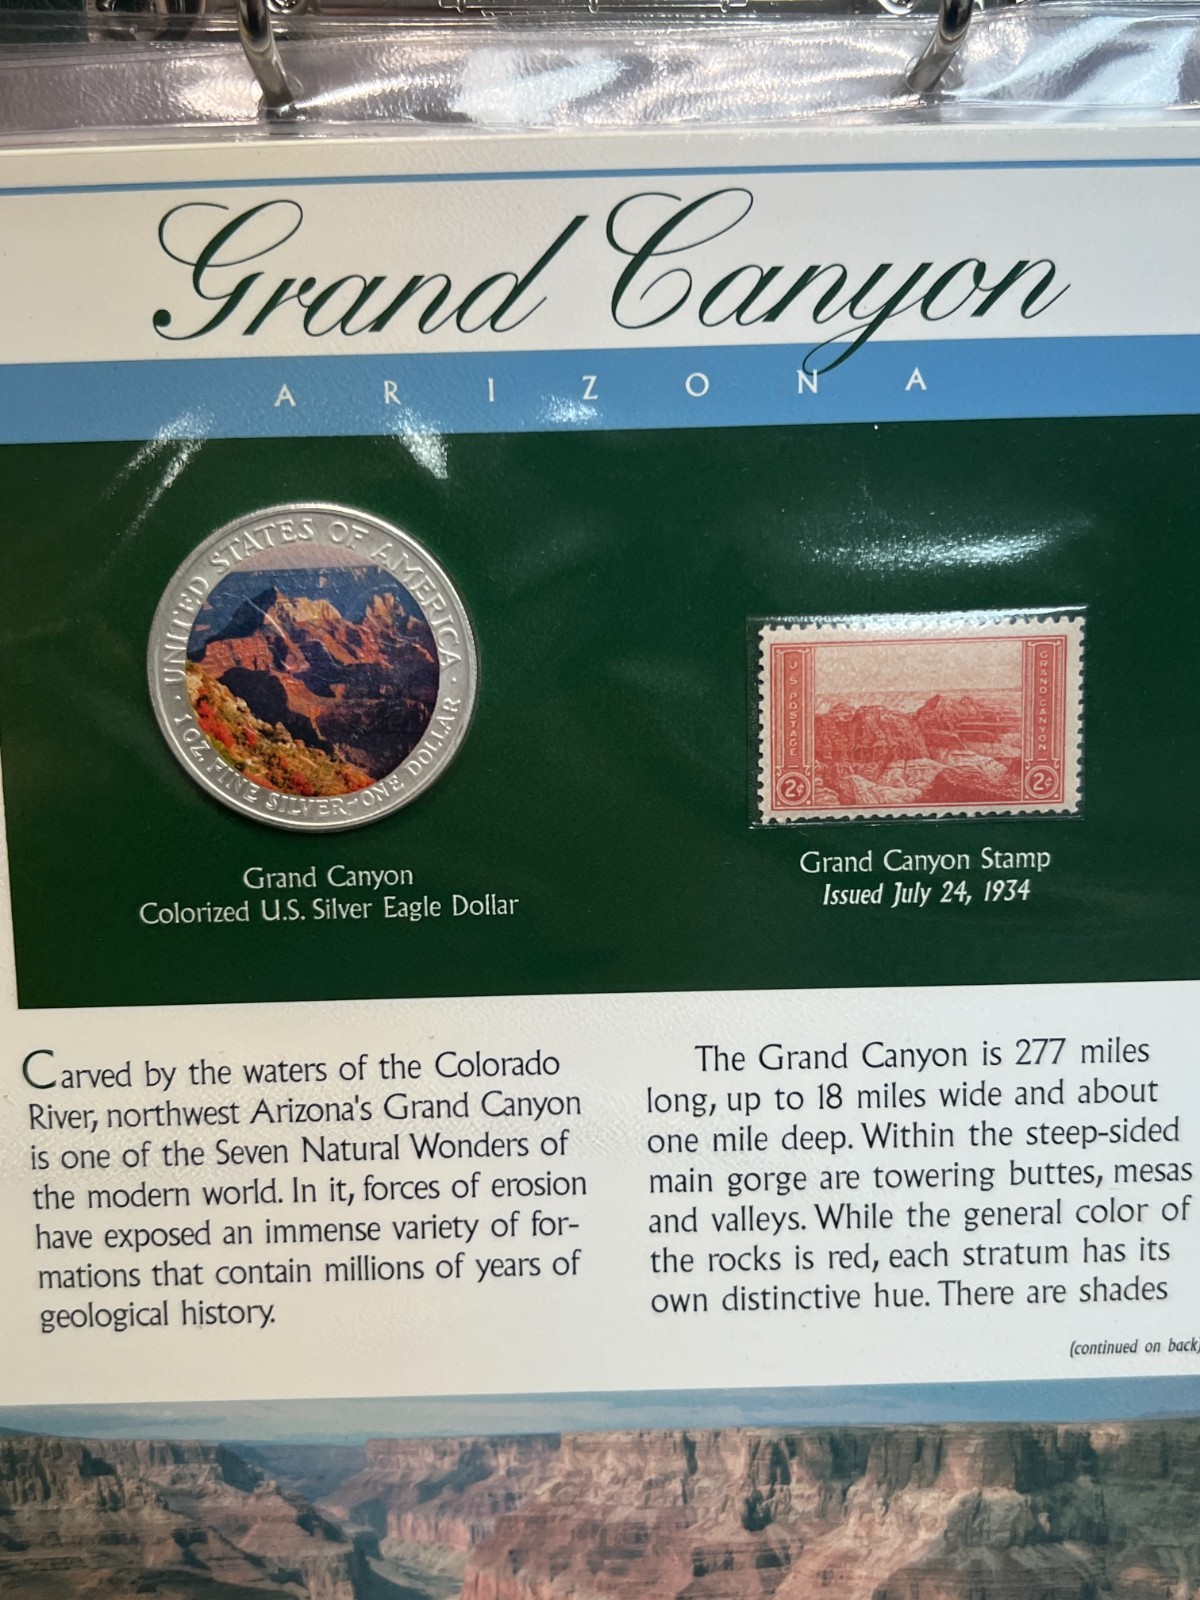 Grand Canyon
ARIZONA
UNITED STATES OF AMERICA
· 1 OZ. FINE SILVER~ONE DOLLAR ·
U.S. POSTAGE
GRAND CANYON
2¢
2¢
Grand Canyon
Colorized U.S. Silver Eagle Dollar
Grand Canyon Stamp
Issued July 24, 1934
Carved by the waters of the Colorado
River, northwest Arizona's Grand Canyon
is one of the Seven Natural Wonders of
the modern world. In it, forces of erosion
have exposed an immense variety of for-
mations that contain millions of years of
geological history.
The Grand Canyon is 277 miles
long, up to 18 miles wide and about
one mile deep. Within the steep-sided
main gorge are towering buttes, mesas
and valleys. While the general color of
the rocks is red, each stratum has its
own distinctive hue. There are shades
(continued on back)